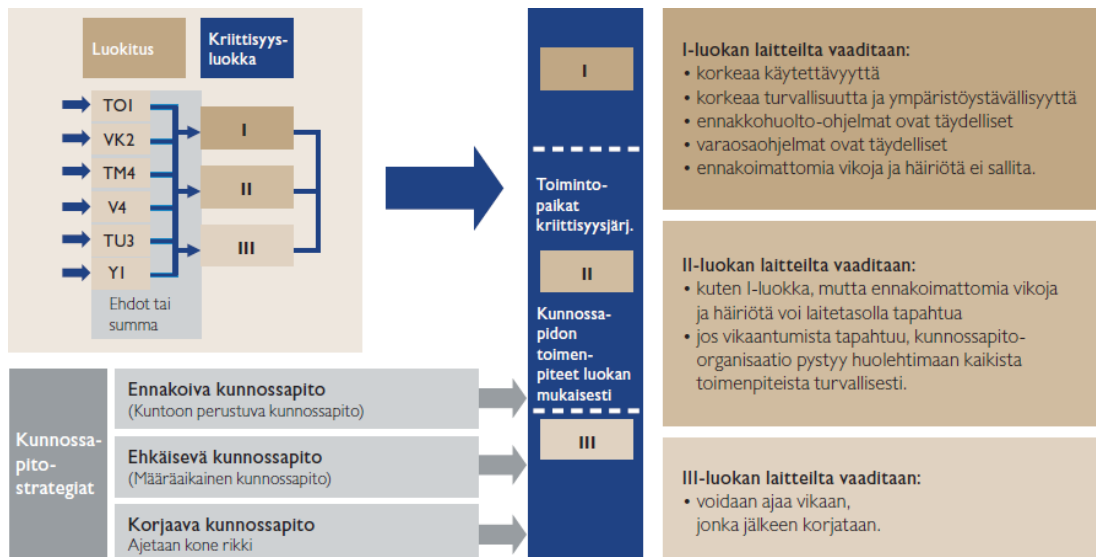 Luokitus
Kriittisyys-
luokka
TO1
VK2
TM4
V4
TU3
Y1
Ehdot tai
summa
I
II
III
I
Toiminto-
paikat
kriittisyysjärj.
II
Kunnossa-
pidon
toimen-
piteet luokan
mukaisesti
III
I-luokan laitteilta vaaditaan:
• korkeaa käytettävyyttä
• korkeaa turvallisuutta ja ympäristöystävällisyyttä
• ennakkohuolto-ohjelmat ovat täydelliset
• varaosaohjelmat ovat täydelliset
• ennakoimattomia vikoja ja häiriötä ei sallita.
II-luokan laitteilta vaaditaan:
• kuten I-luokka, mutta ennakoimattomia vikoja
ja häiriötä voi laitetasolla tapahtua
• jos vikaantumista tapahtuu, kunnossapito-
organisaatio pystyy huolehtimaan kaikista
toimenpiteista turvallisesti.
III-luokan laitteilta vaaditaan:
• voidaan ajaa vikaan,
jonka jälkeen korjataan.
Kunnossa-
pito-
strategiat
Ennakoiva kunnossapito
(Kuntoon perustuva kunnossapito)
Ehkäisevä kunnossapito
(Määräaikainen kunnossapito)
Korjaava kunnossapito
Ajetaan kone rikki